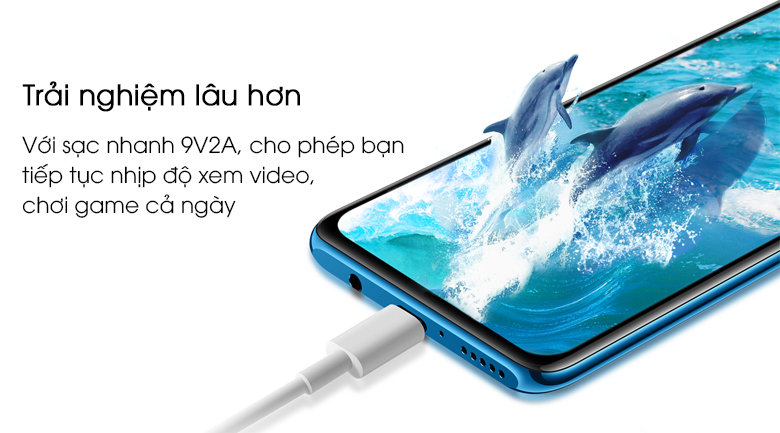 Trải nghiệm lâu hơn
Với sạc nhanh 9V2A, cho phép bạn
tiếp tục nhịp độ xem video,
chơi game cả ngày